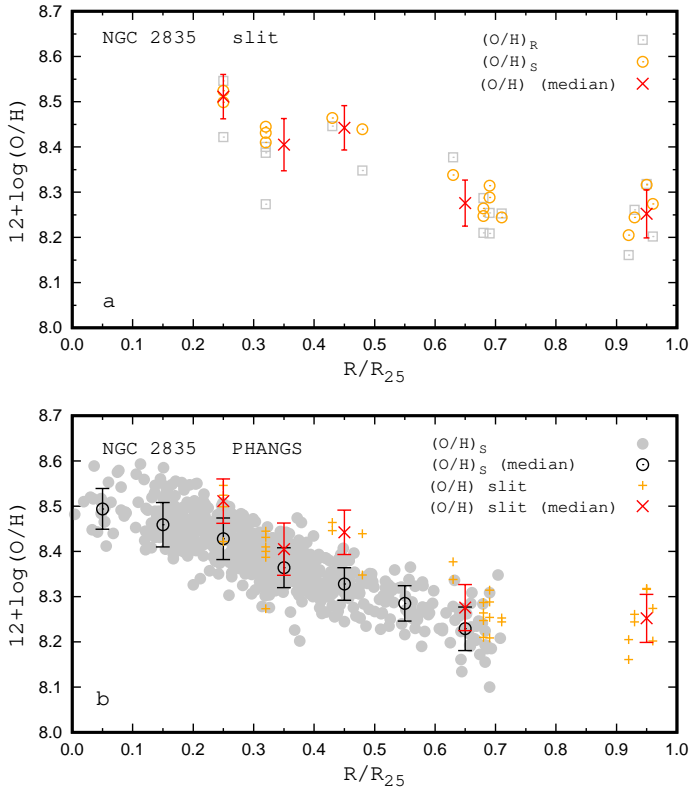 NGC 2835 slit
(O/H)R
(O/H)S
(O/H) (median)
12+log(O/H)
8.7
8.6
8.5
8.4
8.3
8.2
8.1
8.0
a
0.0 0.1 0.2 0.3 0.4 0.5 0.6 0.7 0.8 0.9 1.0
R/R25
NGC 2835 PHANGS
(O/H)S
(O/H)S (median)
(O/H) slit
(O/H) slit (median)
12+log(O/H)
8.7
8.6
8.5
8.4
8.3
8.2
8.1
8.0
b
0.0 0.1 0.2 0.3 0.4 0.5 0.6 0.7 0.8 0.9 1.0
R/R25